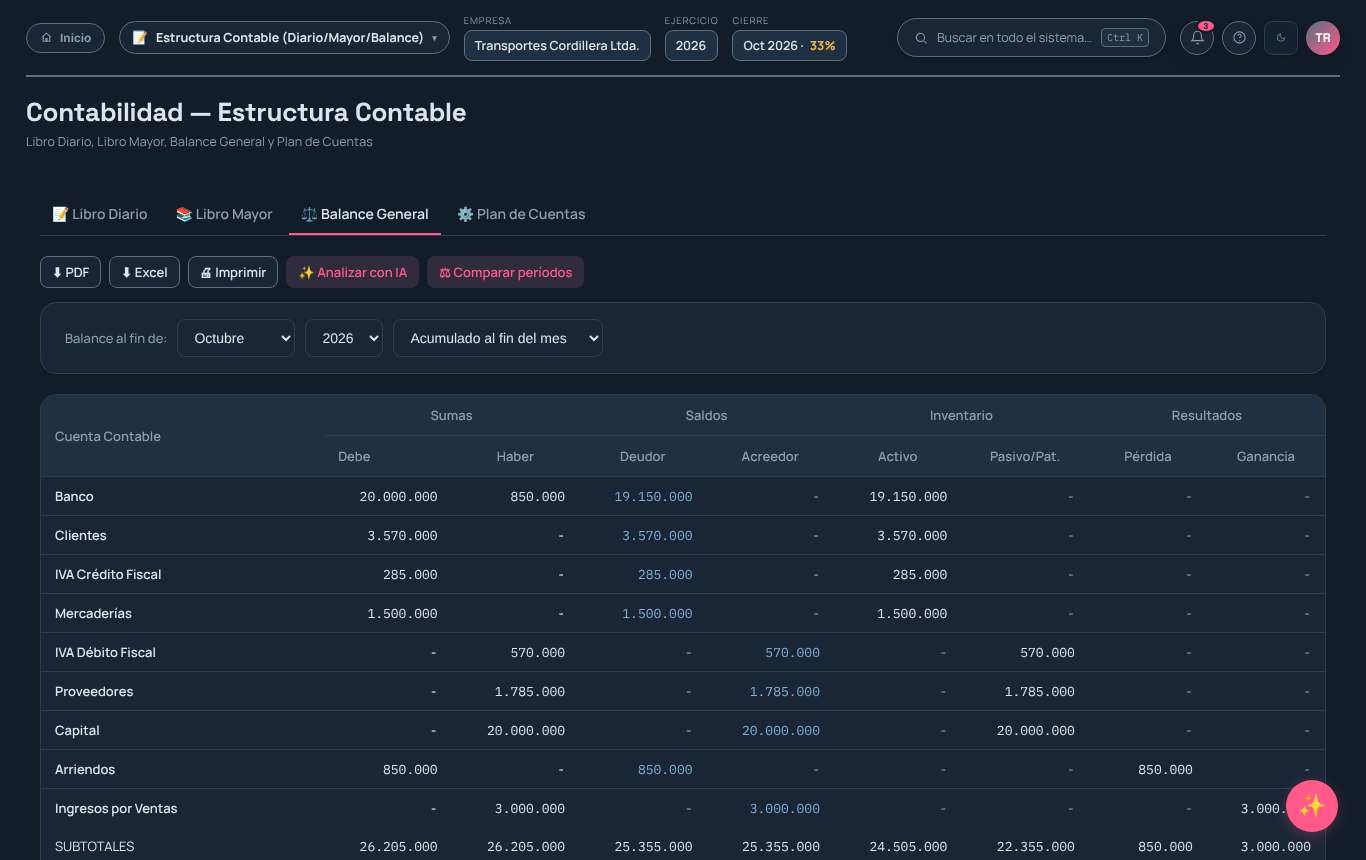 Inicio
Estructura Contable (Diario/Mayor/Balance)
EMPRESA
Transportes Cordillera Ltda.
EJERCICIO
2026
CIERRE
Oct 2026 · 33%
Buscar en todo el sistema... Ctrl K
3
TR
Contabilidad — Estructura Contable
Libro Diario, Libro Mayor, Balance General y Plan de Cuentas
Libro Diario Libro Mayor Balance General Plan de Cuentas
PDF Excel Imprimir Analizar con IA Comparar períodos
Balance al fin de: Octubre 2026 Acumulado al fin del mes
Cuenta Contable Sumas Saldos Inventario Resultados
Debe Haber Deudor Acreedor Activo Pasivo/Pat. Pérdida Ganancia
Banco 20.000.000 850.000 19.150.000 - 19.150.000 - - -
Clientes 3.570.000 - 3.570.000 - 3.570.000 - - -
IVA Crédito Fiscal 285.000 - 285.000 - 285.000 - - -
Mercaderías 1.500.000 - 1.500.000 - 1.500.000 - - -
IVA Débito Fiscal - 570.000 - 570.000 - 570.000 - -
Proveedores - 1.785.000 - 1.785.000 - 1.785.000 - -
Capital - 20.000.000 - 20.000.000 - 20.000.000 - -
Arriendos 850.000 - 850.000 - - - 850.000 -
Ingresos por Ventas - 3.000.000 - 3.000.000 - - - 3.000.
SUBTOTALES 26.205.000 26.205.000 25.355.000 25.355.000 24.505.000 22.355.000 850.000 3.000.000